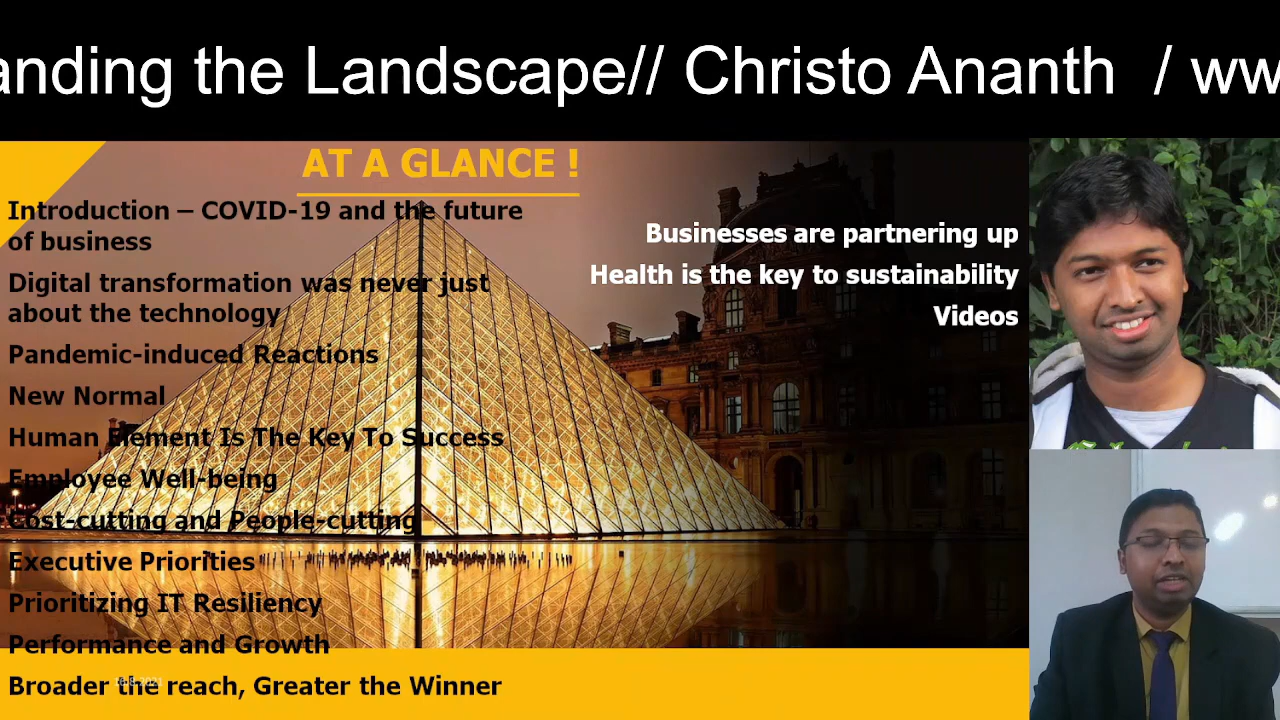 anding the Landscape// Christo Ananth / ww
AT A GLANCE !
Introduction – COVID-19 and the future
of business
Digital transformation was never just
about the technology
Pandemic-induced Reactions
New Normal
Human Element Is The Key To Success
Employee Well-being
Cost-cutting and People-cutting
Executive Priorities
Prioritizing IT Resiliency
Performance and Growth
Broader the reach, Greater the Winner
Businesses are partnering up
Health is the key to sustainability
Videos